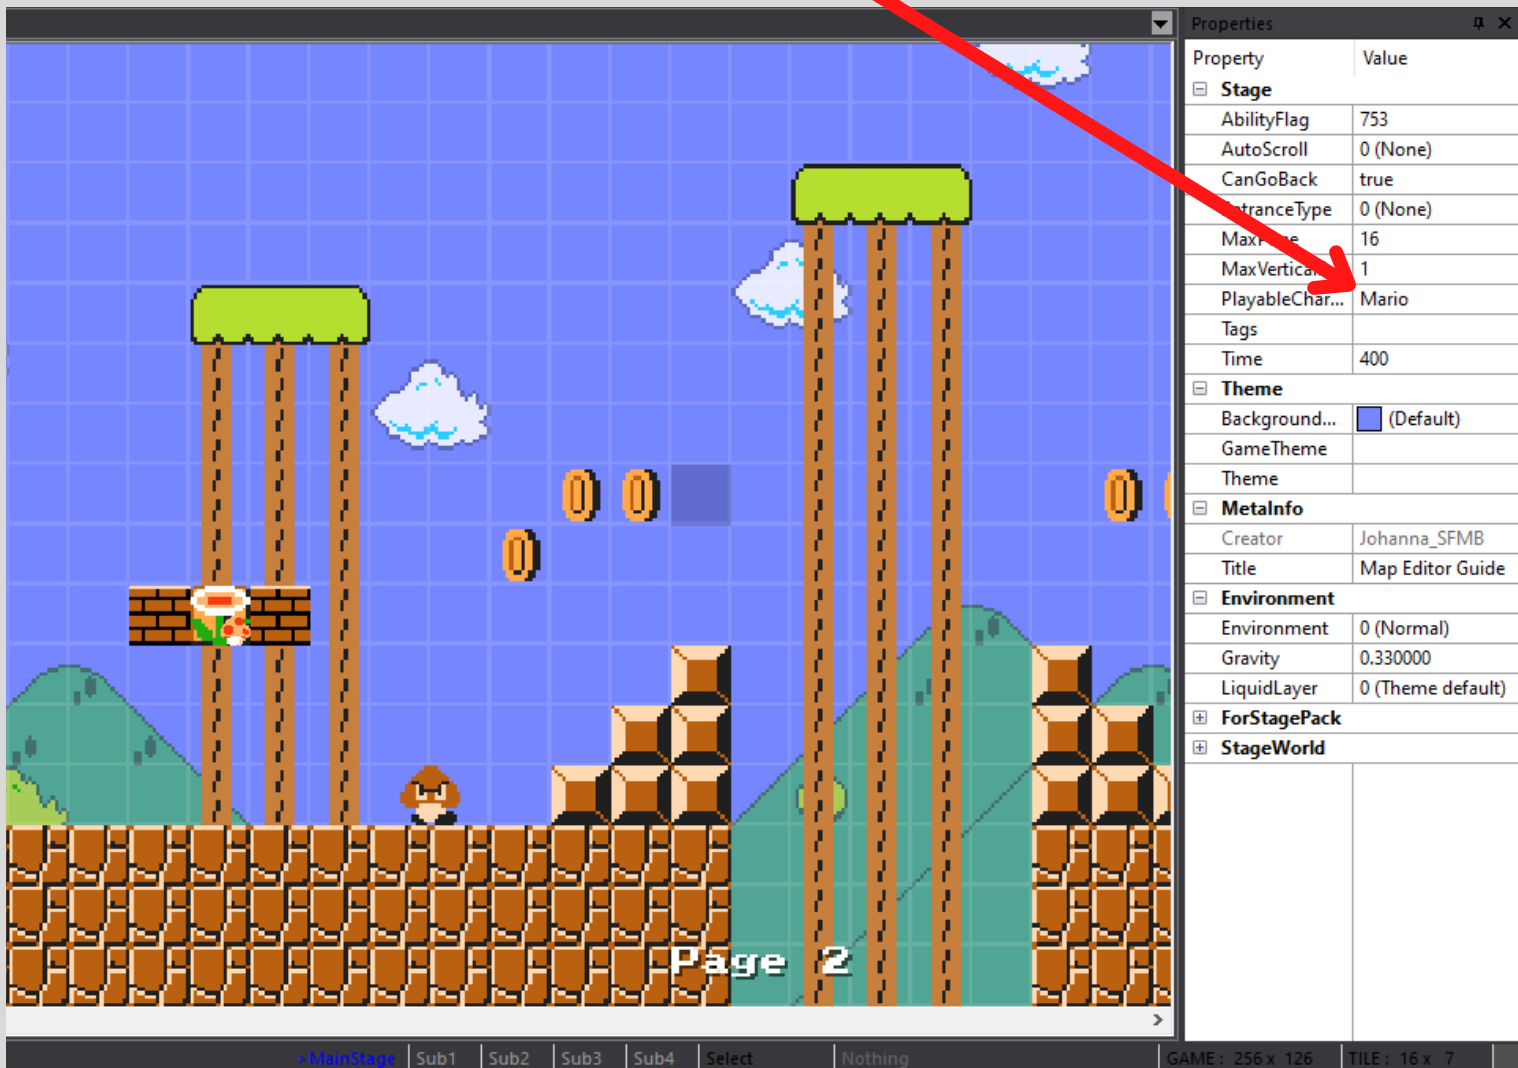 Properties
Property Value
Stage
AbilityFlag 753
AutoScroll 0 (None)
CanGoBack true
0 (None)
16
1
PlayableChar... Mario
Tags
Time 400
Theme
Background... (Default)
GameTheme
Theme
MetaInfo
Creator Johanna_SFMB
Title Map Editor Guide
Environment
Environment 0 (Normal)
Gravity 0.330000
LiquidLayer 0 (Theme default)
ForStagePack
StageWorld
Page 2
>MainStage Sub1 Sub2 Sub3 Sub4 Select Nothing GAME : 256 x 126 TILE : 16 x 7